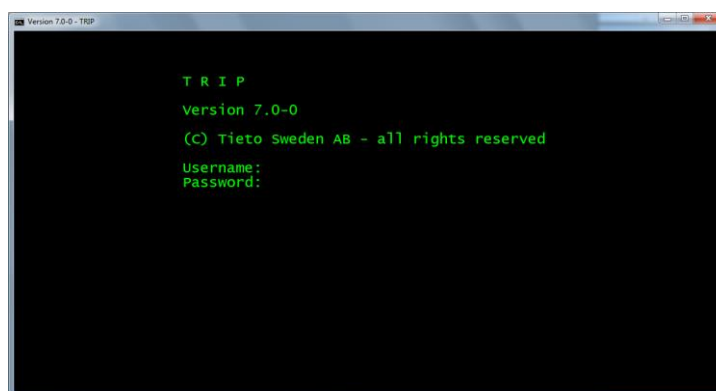 Version 7.0-0 - TRIP
T R I P
Version 7.0-0
(C) Tieto Sweden AB - all rights reserved
Username:
Password: